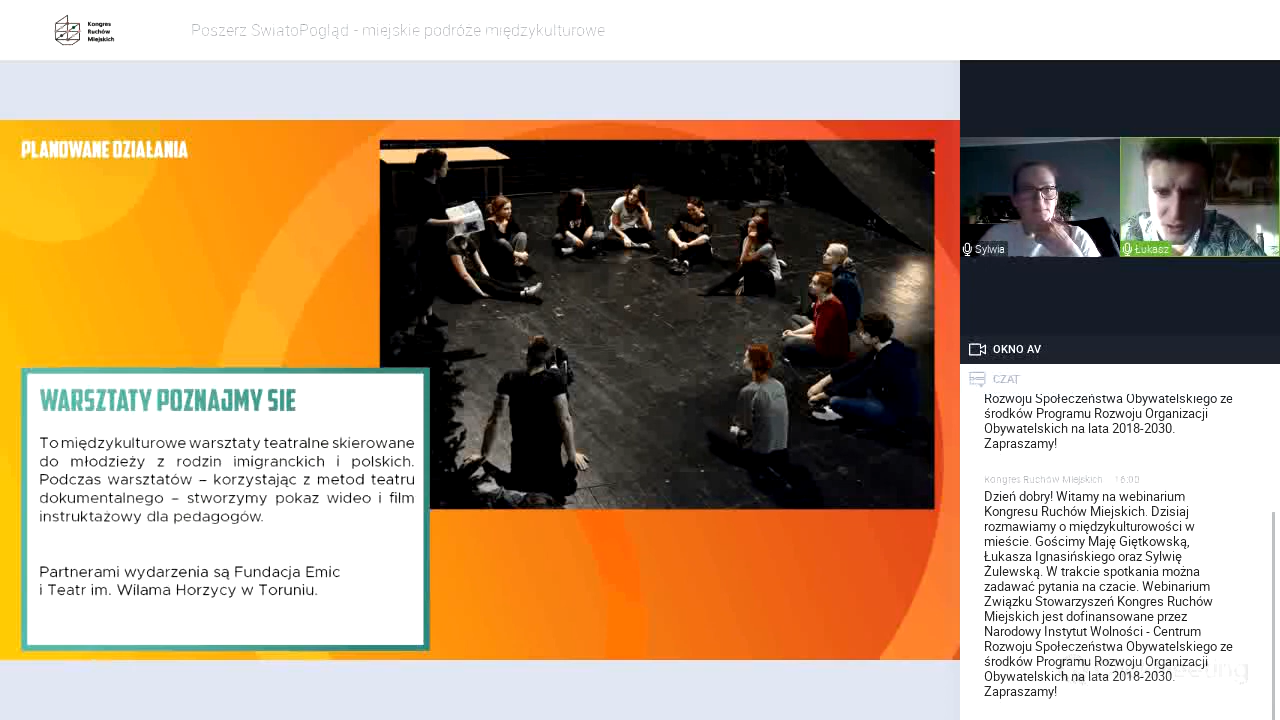 Kongres
Ruchów
Miejskich
Poszerz SwiatoPogląd - miejskie podróże międzykulturowe
PLANOWANE DZIAŁANIA
WARSZTATY POZNAJMY SIE
To międzykulturowe warsztaty teatralne skierowane
do młodzieży z rodzin imigranckich i polskich.
Podczas warsztatów – korzystając z metod teatru
dokumentalnego – stworzymy pokaz wideo i film
instruktażowy dla pedagogów.
Partnerami wydarzenia są Fundacja Emic
i Teatr im. Wilama Horzycy w Toruniu.
Sylwia
Łukasz
OKNO AV
CZAT
Rozwoju Społeczeństwa Obywatelskiego ze
środków Programu Rozwoju Organizacji
Obywatelskich na lata 2018-2030.
Zapraszamy!
Kongres Ruchów Miejskich 16:00
Dzień dobry! Witamy na webinarium
Kongresu Ruchów Miejskich. Dzisiaj
rozmawiamy o międzykulturowości w
mieście. Gościmy Maję Giętkowską,
Łukasza Ignasińskiego oraz Sylwię
Żulewską. W trakcie spotkania można
zadawać pytania na czacie. Webinarium
Związku Stowarzyszeń Kongres Ruchów
Miejskich jest dofinansowane przez
Narodowy Instytut Wolności - Centrum
Rozwoju Społeczeństwa Obywatelskiego ze
środków Programu Rozwoju Organizacji
Obywatelskich na lata 2018-2030.
Zapraszamy!